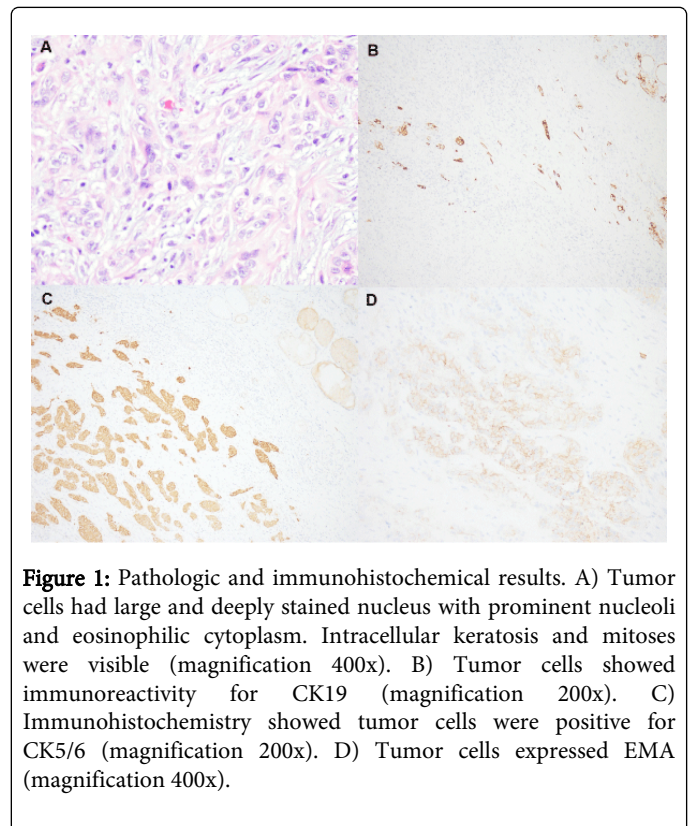 A
B
C
D
Figure 1: Pathologic and immunohistochemical results. A) Tumor
cells had large and deeply stained nucleus with prominent nucleoli
and eosinophilic cytoplasm. Intracellular keratosis and mitoses
were visible (magnification 400x). B) Tumor cells showed
immunoreactivity for CK19 (magnification 200x). C)
Immunohistochemistry showed tumor cells were positive for
CK5/6 (magnification 200x). D) Tumor cells expressed EMA
(magnification 400x).